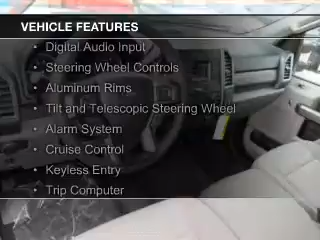 VEHICLE FEATURES
• Digital Audio Input
• Steering Wheel Controls
• Aluminum Rims
• Tilt and Telescopic Steering Wheel
• Alarm System
• Cruise Control
• Keyless Entry
• Trip Computer